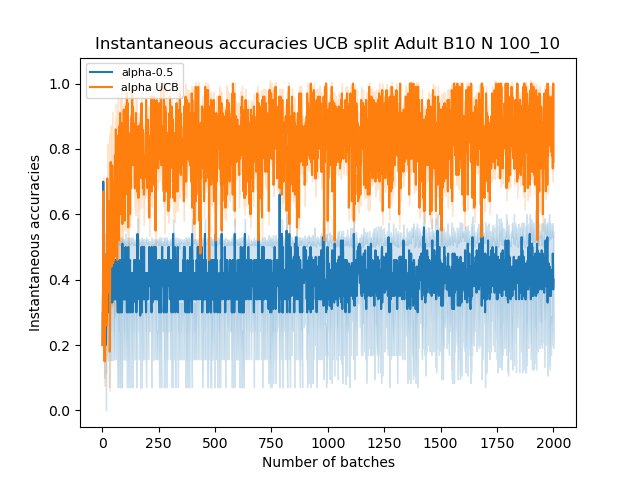 Instantaneous accuracies UCB split Adult B10 N 100_10
alpha-0.5
alpha UCB
1.0
0.8
0.6
0.4
0.2
0.0
Instantaneous accuracies
0 250 500 750 1000 1250 1500 1750 2000
Number of batches